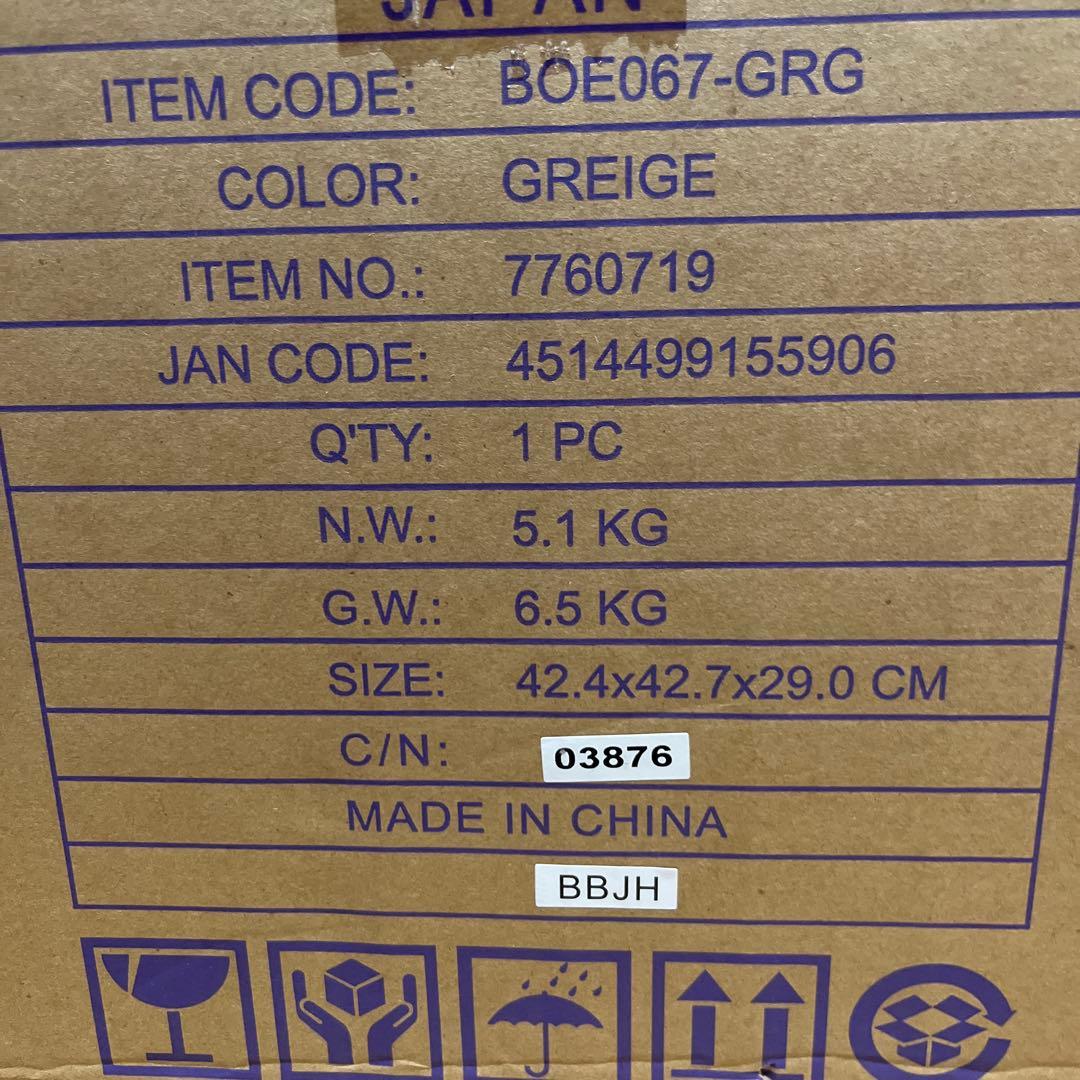 JAPAN
ITEM CODE: BOE067-GRG
COLOR: GREIGE
ITEM NO.: 7760719
JAN CODE: 4514499155906
Q'TY: 1 PC
N.W.: 5.1 KG
G.W.: 6.5 KG
SIZE: 42.4x42.7x29.0 CM
C/N: 03876
MADE IN CHINA
BBJH